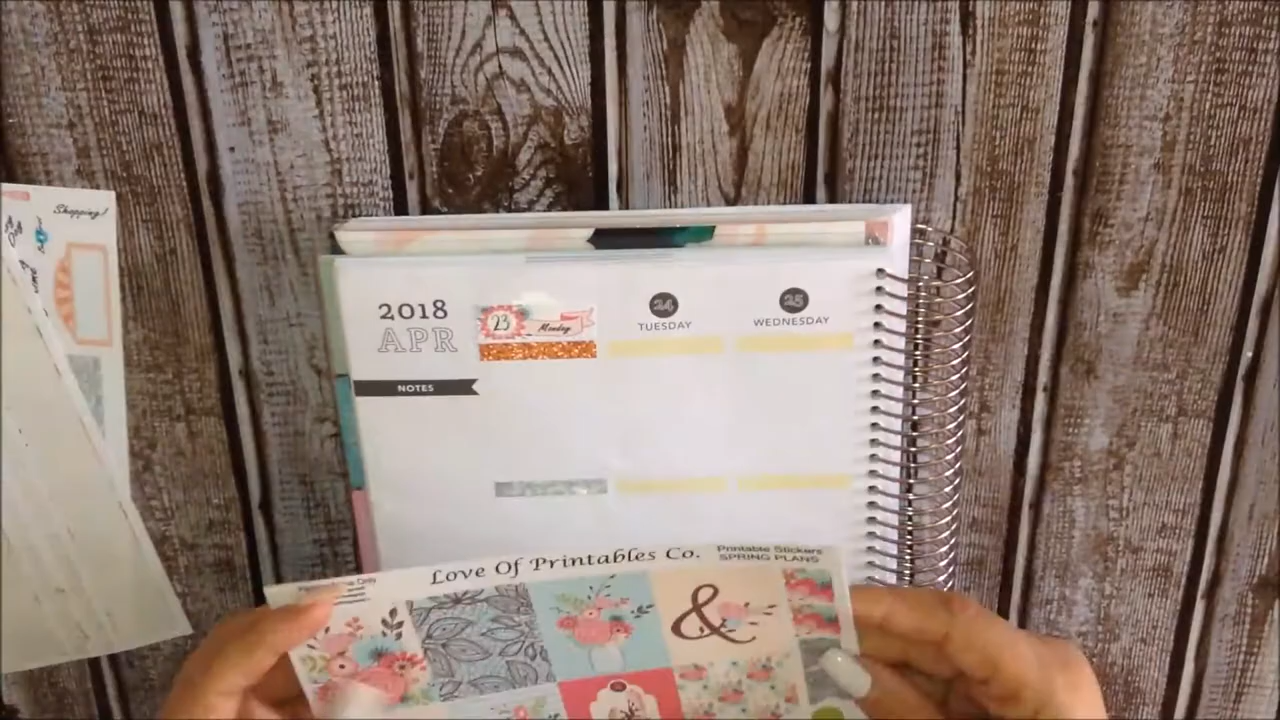 Shopping!
2018
APR
23
Monday
24
TUESDAY
25
WEDNESDAY
NOTES
Love Of Printables Co.
Printable Stickers
SPRING PLANS
&